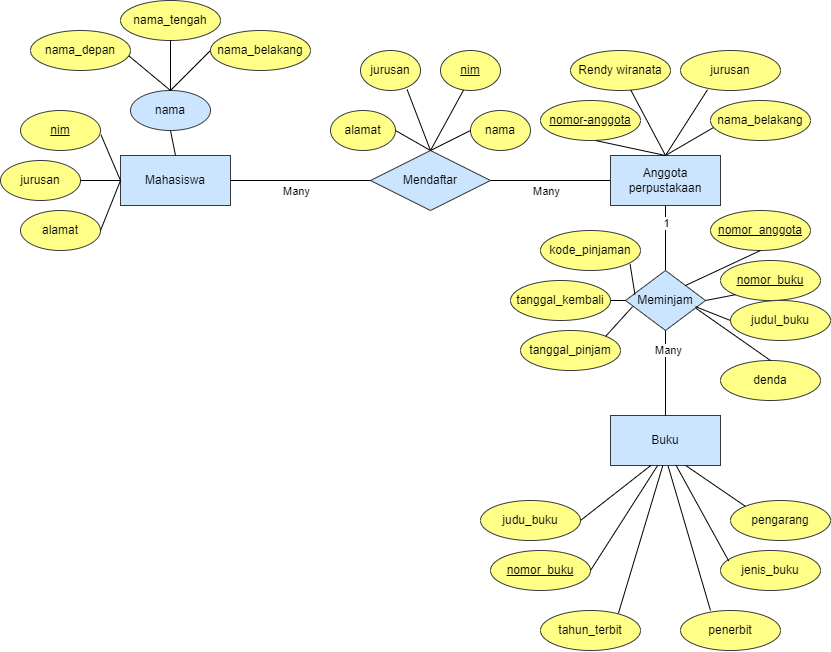 nama_tengah
nama_depan
nama_belakang
nama
nim
jurusan
alamat
Mahasiswa
Many
jurusan
nim
alamat
nama
Mendaftar
Many
Rendy wiranata
jurusan
nomor-anggota
nama_belakang
Anggota
perpustakaan
1
kode_pinjaman
tanggal_kembali
tanggal_pinjam
Meminjam
nomor_anggota
nomor_buku
judul_buku
denda
Many
Buku
judu_buku
nomor_buku
tahun_terbit
penerbit
jenis_buku
pengarang